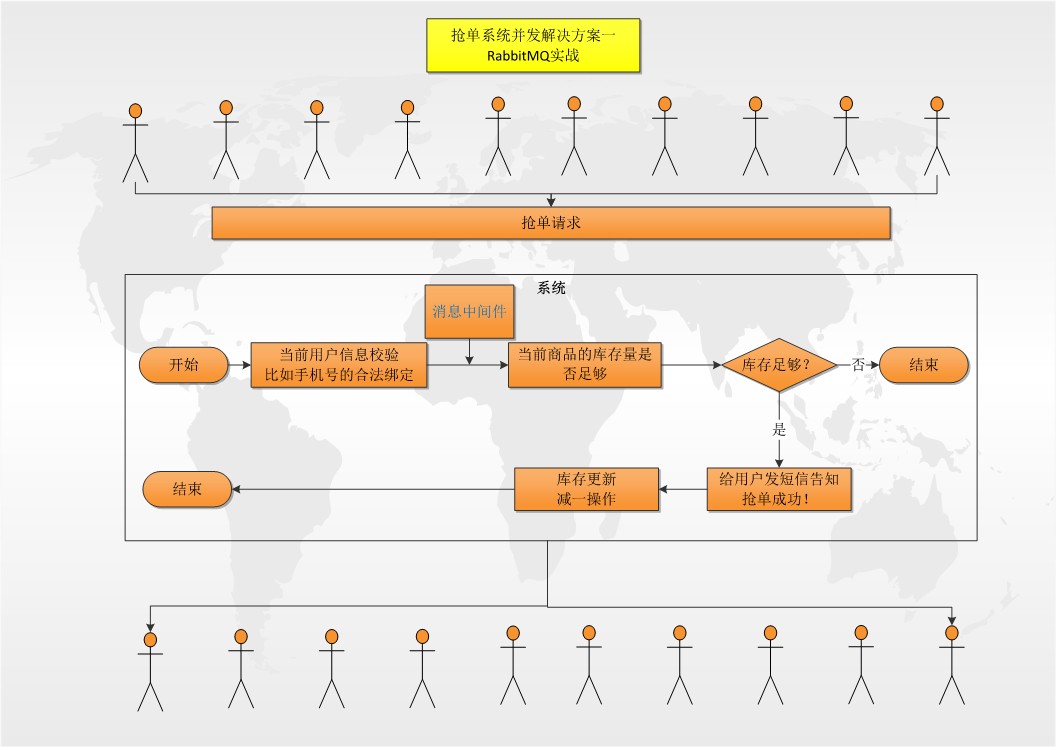 抢单系统并发解决方案一
RabbitMQ实战
抢单请求
系统
消息中间件
开始
当前用户信息校验
比如手机号的合法绑定
当前商品的库存量是
否足够
库存足够？
否
结束
是
给用户发短信告知
抢单成功！
库存更新
减一操作
结束